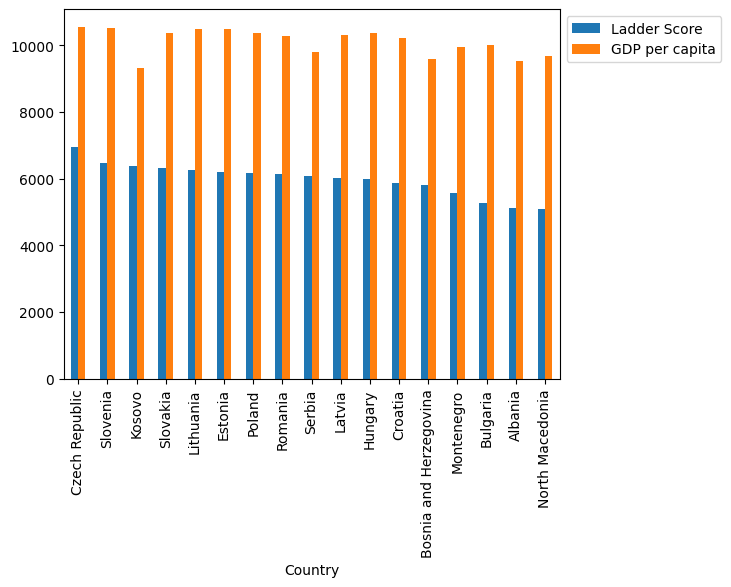 Ladder Score
GDP per capita
10000
8000
6000
4000
2000
0
Czech Republic
Slovenia
Kosovo
Slovakia
Lithuania
Estonia
Poland
Romania
Serbia
Latvia
Hungary
Croatia
Bosnia and Herzegovina
Montenegro
Bulgaria
Albania
North Macedonia
Country